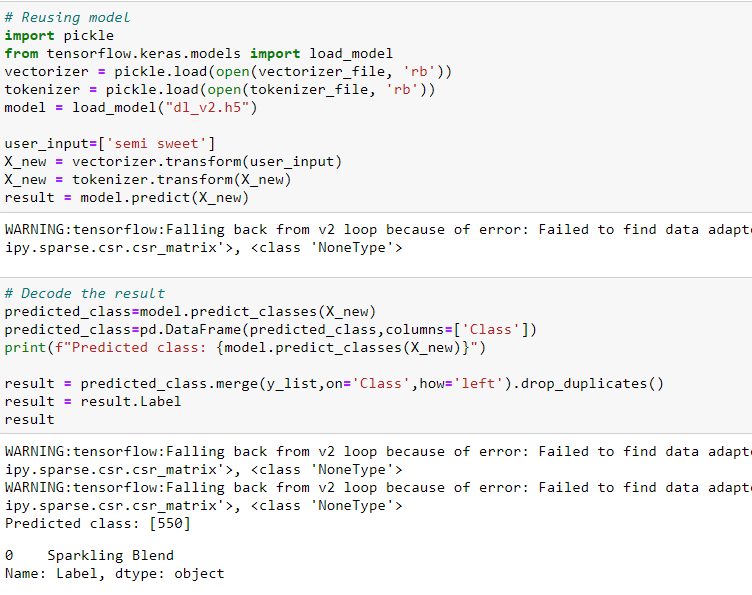 # Reusing model
import pickle
from tensorflow.keras.models import load_model
vectorizer = pickle.load(open(vectorizer_file, 'rb'))
tokenizer = pickle.load(open(tokenizer_file, 'rb'))
model = load_model("dl_v2.h5")
user_input=['semi sweet']
X_new = vectorizer.transform(user_input)
X_new = tokenizer.transform(X_new)
result = model.predict(X_new)
WARNING:tensorflow:Falling back from v2 loop because of error: Failed to find data adapt
ipy.sparse.csr.csr_matrix'>, <class 'NoneType'>
# Decode the result
predicted_class=model.predict_classes(X_new)
predicted_class=pd.DataFrame(predicted_class,columns=['Class'])
print(f"Predicted class: {model.predict_classes(X_new)}")
result = predicted_class.merge(y_list,on='Class',how='left').drop_duplicates()
result = result.Label
result
WARNING:tensorflow:Falling back from v2 loop because of error: Failed to find data adapt
ipy.sparse.csr.csr_matrix'>, <class 'NoneType'>
WARNING:tensorflow:Falling back from v2 loop because of error: Failed to find data adapt
ipy.sparse.csr.csr_matrix'>, <class 'NoneType'>
Predicted class: [550]
0    Sparkling Blend
Name: Label, dtype: object